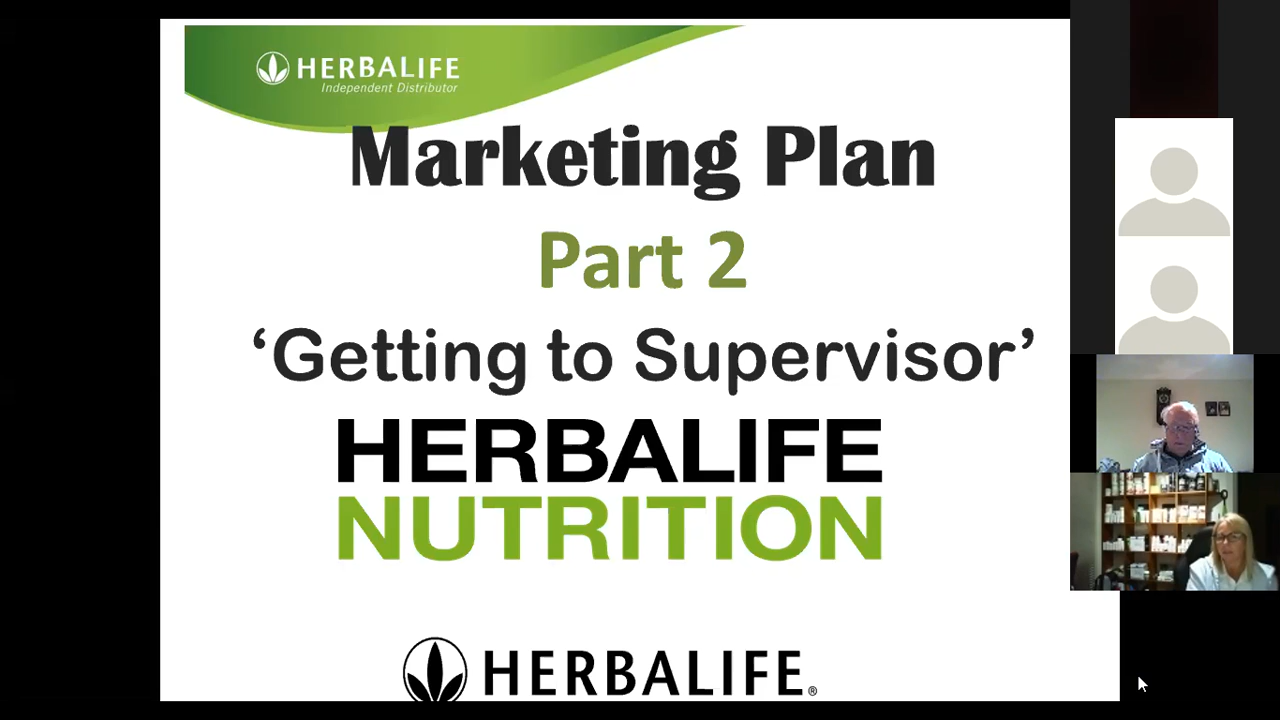 HERBALIFE
Independent Distributor
Marketing Plan
Part 2
‘Getting to Supervisor’
HERBALIFE
NUTRITION
HERBALIFE®